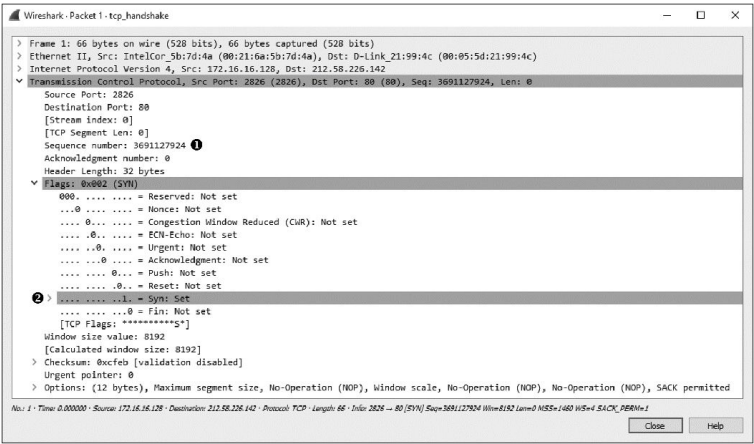 Wireshark · Packet 1 · tcp_handshake
> Frame 1: 66 bytes on wire (528 bits), 66 bytes captured (528 bits)
> Ethernet II, Src: IntelCor_5b:7d:4a (00:21:6a:5b:7d:4a), Dst: D-Link_21:99:4c (00:05:5d:21:99:4c)
> Internet Protocol Version 4, Src: 172.16.16.128, Dst: 212.58.226.142
Transmission Control Protocol, Src Port: 2826 (2826), Dst Port: 80 (80), Seq: 3691127924, Len: 0
Source Port: 2826
Destination Port: 80
[Stream index: 0]
[TCP Segment Len: 0]
Sequence number: 3691127924 ❶
Acknowledgment number: 0
Header Length: 32 bytes
Flags: 0x002 (SYN)
000. .... .... = Reserved: Not set
...0 .... .... = Nonce: Not set
.... 0... .... = Congestion Window Reduced (CWR): Not set
.... .0.. .... = ECN-Echo: Not set
.... ..0. .... = Urgent: Not set
.... ...0 .... = Acknowledgment: Not set
.... .... 0... = Push: Not set
.... .... .0.. = Reset: Not set
❷ > .... .... ..1. = Syn: Set
.... .... ...0 = Fin: Not set
[TCP Flags: **********S*]
Window size value: 8192
[Calculated window size: 8192]
> Checksum: 0xcfeb [validation disabled]
Urgent pointer: 0
> Options: (12 bytes), Maximum segment size, No-Operation (NOP), Window scale, No-Operation (NOP), No-Operation (NOP), SACK permitted
No.: 1 · Time: 0.000000 · Source: 172.16.16.128 · Destination: 212.58.226.142 · Protocol: TCP · Length: 66 · Info: 2826 → 80 [SYN] Seq=3691127924 Win=8192 Len=0 MSS=1460 WS=4 SACK_PERM=1
Close Help